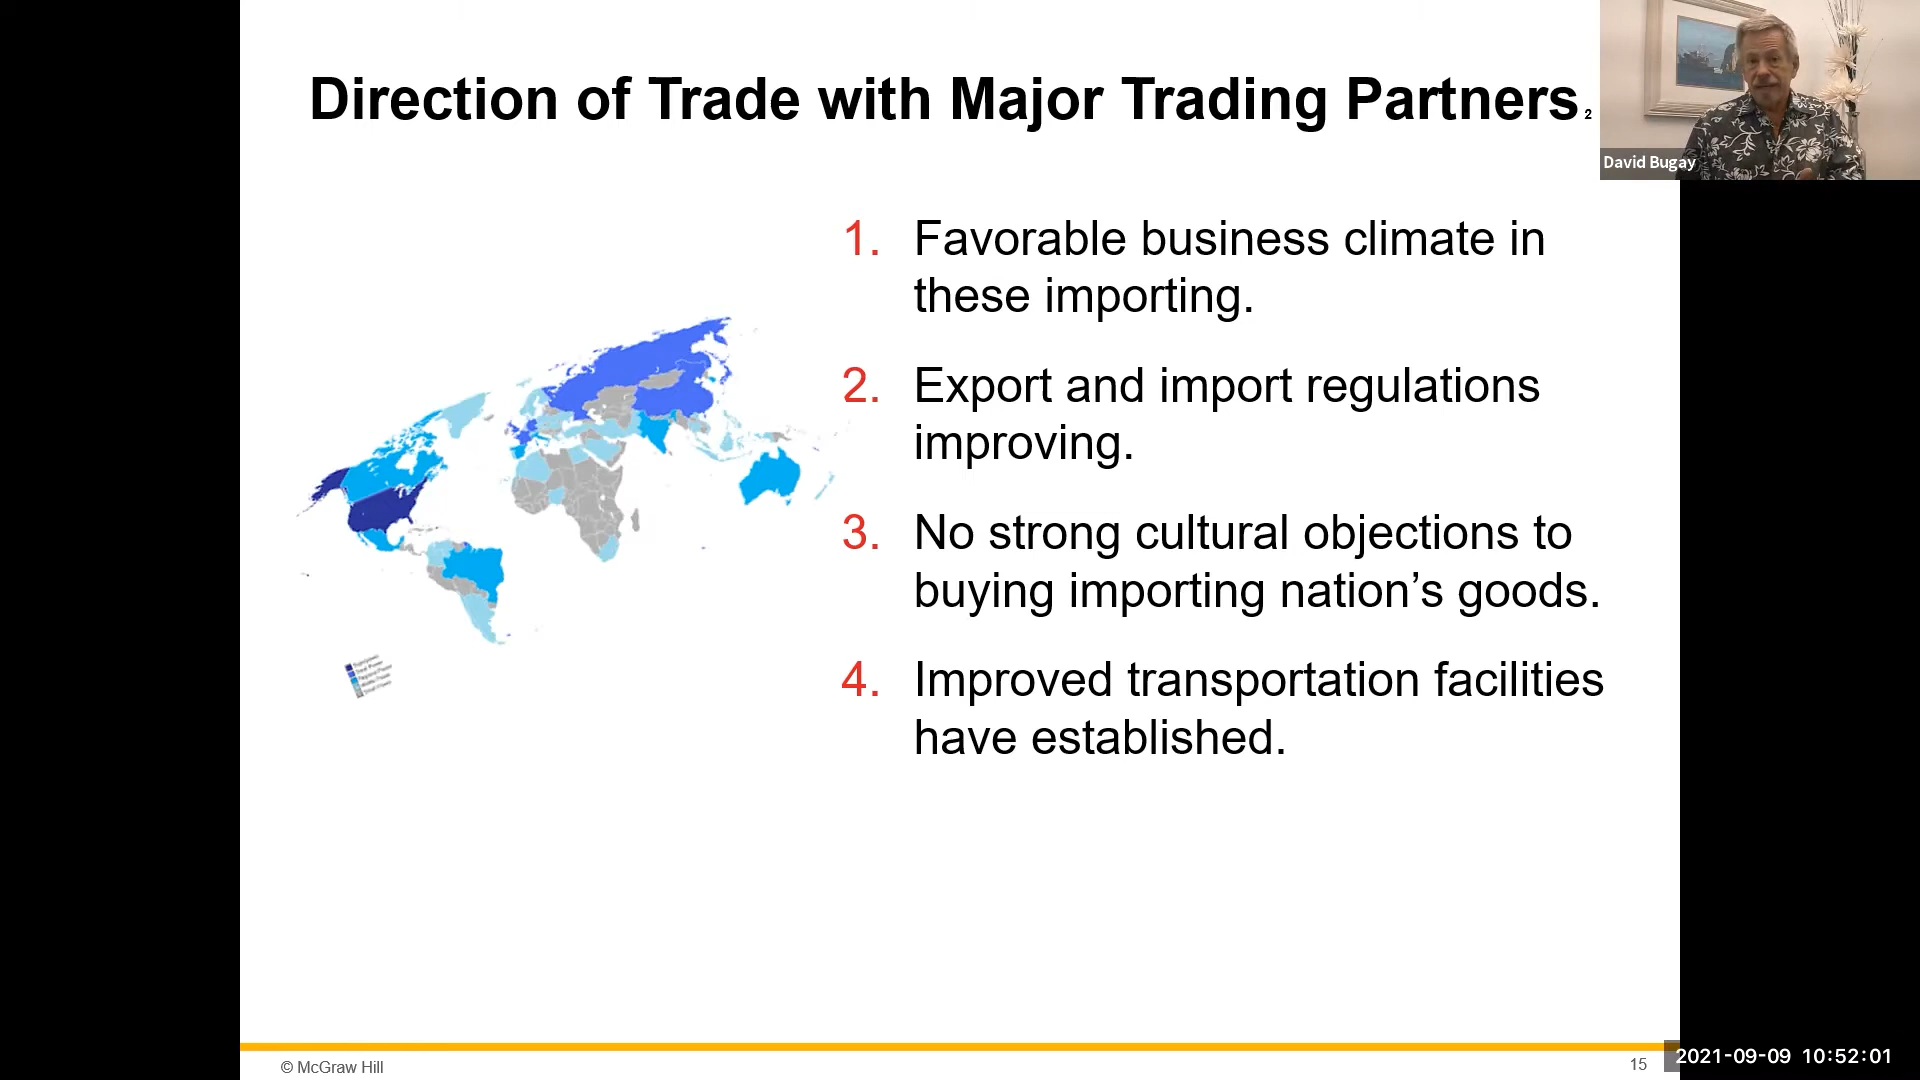 Direction of Trade with Major Trading Partners 2
David Bugay
1. Favorable business climate in
these importing.
2. Export and import regulations
improving.
3. No strong cultural objections to
buying importing nation’s goods.
4. Improved transportation facilities
have established.
© McGraw Hill
15
2021-09-09 10:52:01